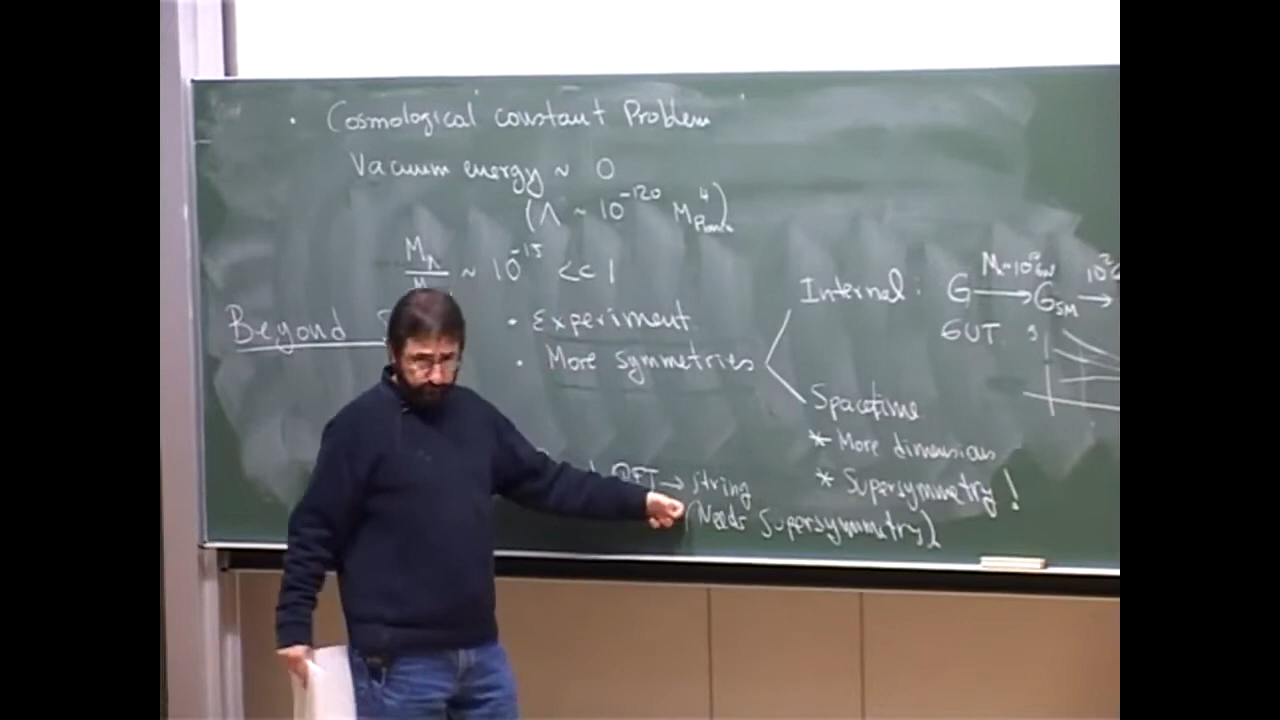 • Cosmological constant Problem
Vacuum energy ~ 0
(Λ ~ 10^-120 M^4_Planck)
M_Λ
— ~ 10^-15 << 1
M
Beyond
• Experiment
• More symmetries
Internal: G → G_SM →
GUT
Spacetime
* More dimensions
* Supersymmetry!
QFT → string
(Needs Supersymmetry)